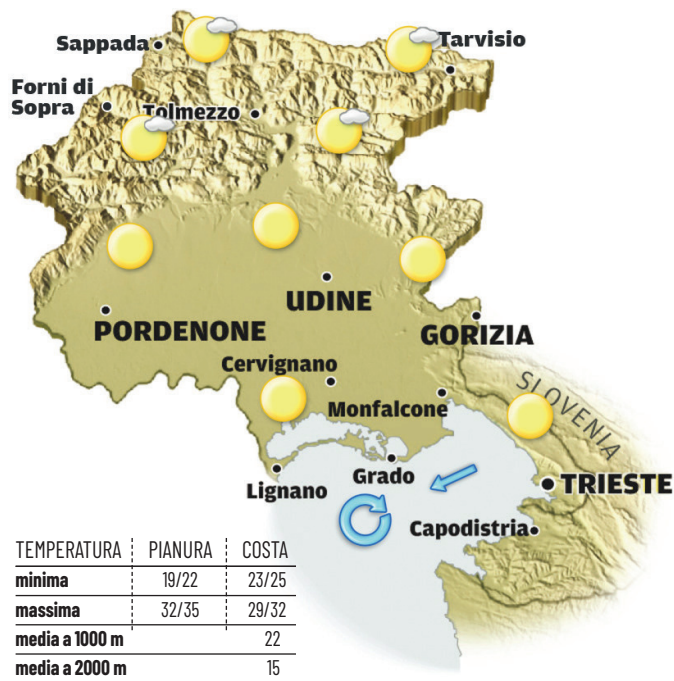 Sappada
Tarvisio
Forni di
Sopra
Tolmezzo
UDINE
PORDENONE
GORIZIA
Cervignano
SLOVENIA
Monfalcone
Grado
Lignano
TRIESTE
Capodistria
TEMPERATURA PIANURA COSTA
minima 19/22 23/25
massima 32/35 29/32
media a 1000 m 22
media a 2000 m 15